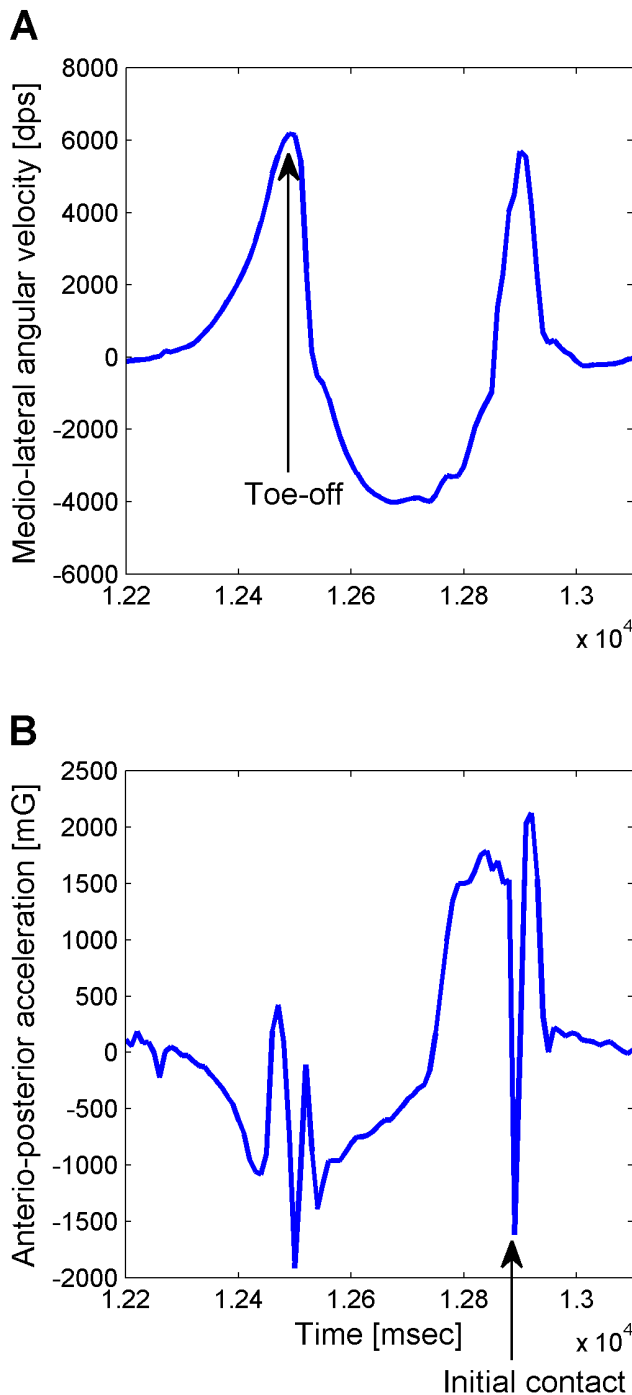 A
Medio-lateral angular velocity [dps]
8000
6000
4000
2000
0
-2000
-4000
-6000
Toe-off
1.22 1.24 1.26 1.28 1.3
x 10⁴
B
Anterio-posterior acceleration [mG]
2500
2000
1500
1000
500
0
-500
-1000
-1500
-2000
1.22 1.24 1.26 1.28 1.3
Time [msec] x 10⁴
Initial contact